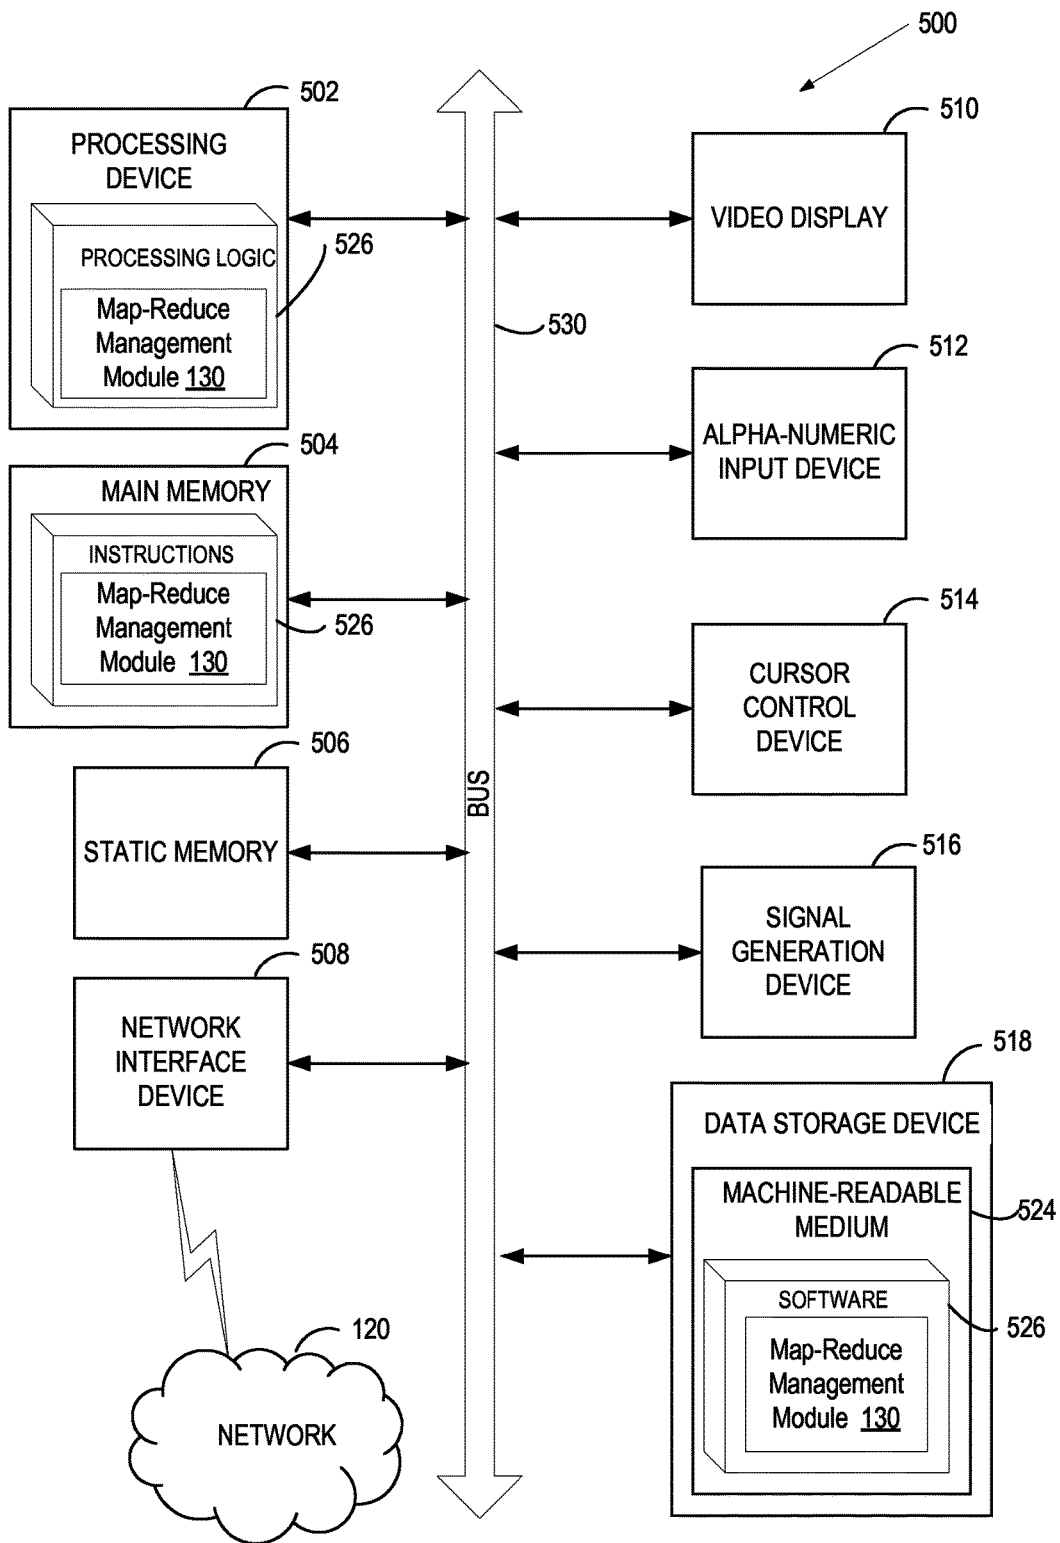 500
502
PROCESSING
DEVICE
PROCESSING LOGIC
526
Map-Reduce
Management
Module 130
504
MAIN MEMORY
INSTRUCTIONS
Map-Reduce
Management
Module 130
526
506
STATIC MEMORY
508
NETWORK
INTERFACE
DEVICE
120
NETWORK
530
BUS
510
VIDEO DISPLAY
512
ALPHA-NUMERIC
INPUT DEVICE
514
CURSOR
CONTROL
DEVICE
516
SIGNAL
GENERATION
DEVICE
518
DATA STORAGE DEVICE
MACHINE-READABLE
MEDIUM
524
SOFTWARE
526
Map-Reduce
Management
Module 130